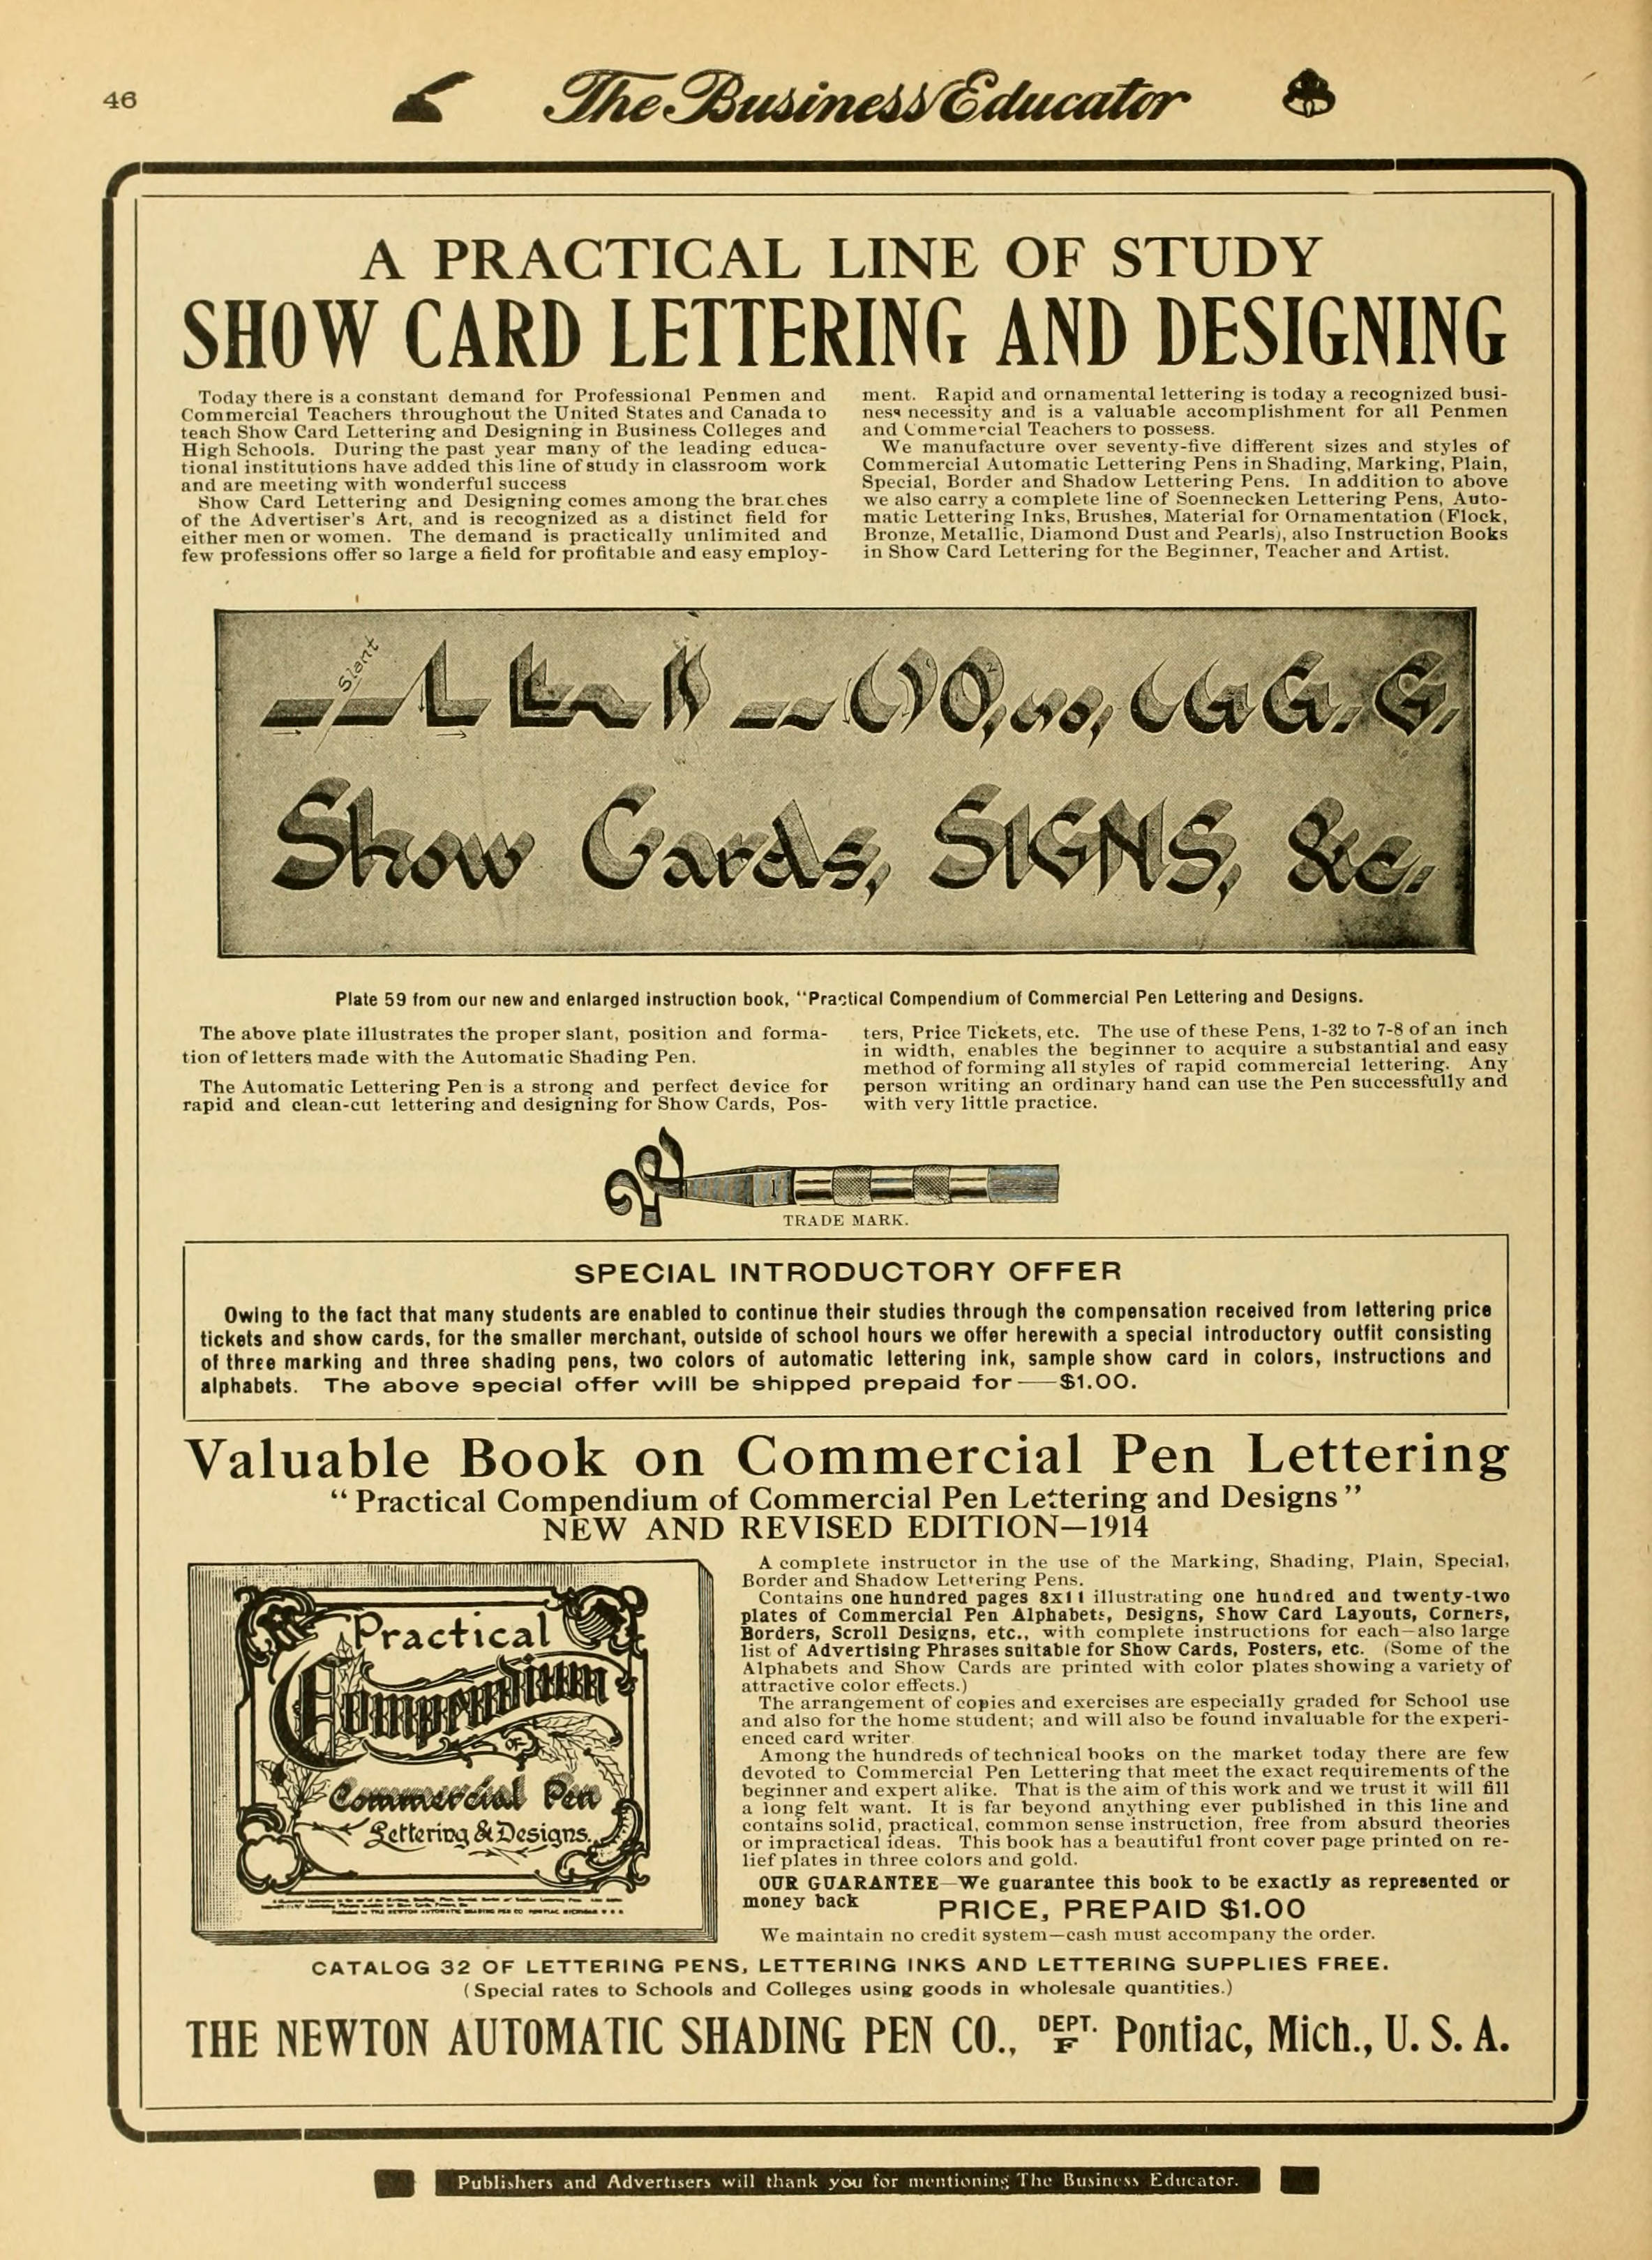 46
The Business Educator
A PRACTICAL LINE OF STUDY
SHOW CARD LETTERING AND DESIGNING
Today there is a constant demand for Professional Penmen and
Commercial Teachers throughout the United States and Canada to
teach Show Card Lettering and Designing in Business Colleges and
High Schools. During the past year many of the leading educa-
tional institutions have added this line of study in classroom work
and are meeting with wonderful success
Show Card Lettering and Designing comes among the branches
of the Advertiser's Art, and is recognized as a distinct field for
either men or women. The demand is practically unlimited and
few professions offer so large a field for profitable and easy employ-
ment. Rapid and ornamental lettering is today a recognized busi-
ness necessity and is a valuable accomplishment for all Penmen
and Commercial Teachers to possess.
We manufacture over seventy-five different sizes and styles of
Commercial Automatic Lettering Pens in Shading, Marking, Plain,
Special, Border and Shadow Lettering Pens. In addition to above
we also carry a complete line of Soennecken Lettering Pens, Auto-
matic Lettering Inks, Brushes, Material for Ornamentation (Flock,
Bronze, Metallic, Diamond Dust and Pearls), also Instruction Books
in Show Card Lettering for the Beginner, Teacher and Artist.
Slant
Show Cards, SIGNS, &c.
Plate 59 from our new and enlarged instruction book, "Practical Compendium of Commercial Pen Lettering and Designs.
The above plate illustrates the proper slant, position and forma-
tion of letters made with the Automatic Shading Pen.
The Automatic Lettering Pen is a strong and perfect device for
rapid and clean-cut lettering and designing for Show Cards, Pos-
ters, Price Tickets, etc. The use of these Pens, 1-32 to 7-8 of an inch
in width, enables the beginner to acquire a substantial and easy
method of forming all styles of rapid commercial lettering. Any
person writing an ordinary hand can use the Pen successfully and
with very little practice.
1
TRADE MARK.
SPECIAL INTRODUCTORY OFFER
Owing to the fact that many students are enabled to continue their studies through the compensation received from lettering price
tickets and show cards, for the smaller merchant, outside of school hours we offer herewith a special introductory outfit consisting
of three marking and three shading pens, two colors of automatic lettering ink, sample show card in colors, instructions and
alphabets. The above special offer will be shipped prepaid for—$1.00.
Valuable Book on Commercial Pen Lettering
"Practical Compendium of Commercial Pen Lettering and Designs"
NEW AND REVISED EDITION—1914
Practical
Compendium
OF
Commercial Pen
Lettering & Designs.
A complete instructor in the use of the Marking, Shading, Plain, Special,
Border and Shadow Lettering Pens.
Contains one hundred pages 8x11 illustrating one hundred and twenty-two
plates of Commercial Pen Alphabets, Designs, Show Card Layouts, Corners,
Borders, Scroll Designs, etc., with complete instructions for each—also large
list of Advertising Phrases suitable for Show Cards, Posters, etc. (Some of the
Alphabets and Show Cards are printed with color plates showing a variety of
attractive color effects.)
The arrangement of copies and exercises are especially graded for School use
and also for the home student; and will also be found invaluable for the experi-
enced card writer
Among the hundreds of technical books on the market today there are few
devoted to Commercial Pen Lettering that meet the exact requirements of the
beginner and expert alike. That is the aim of this work and we trust it will fill
a long felt want. It is far beyond anything ever published in this line and
contains solid, practical, common sense instruction, free from absurd theories
or impractical ideas. This book has a beautiful front cover page printed on re-
lief plates in three colors and gold.
OUR GUARANTEE—We guarantee this book to be exactly as represented or
money back
PRICE, PREPAID $1.00
We maintain no credit system—cash must accompany the order.
CATALOG 32 OF LETTERING PENS, LETTERING INKS AND LETTERING SUPPLIES FREE.
(Special rates to Schools and Colleges using goods in wholesale quantities.)
THE NEWTON AUTOMATIC SHADING PEN CO., DEPT. F Pontiac, Mich., U. S. A.
Publishers and Advertisers will thank you for mentioning The Business Educator.